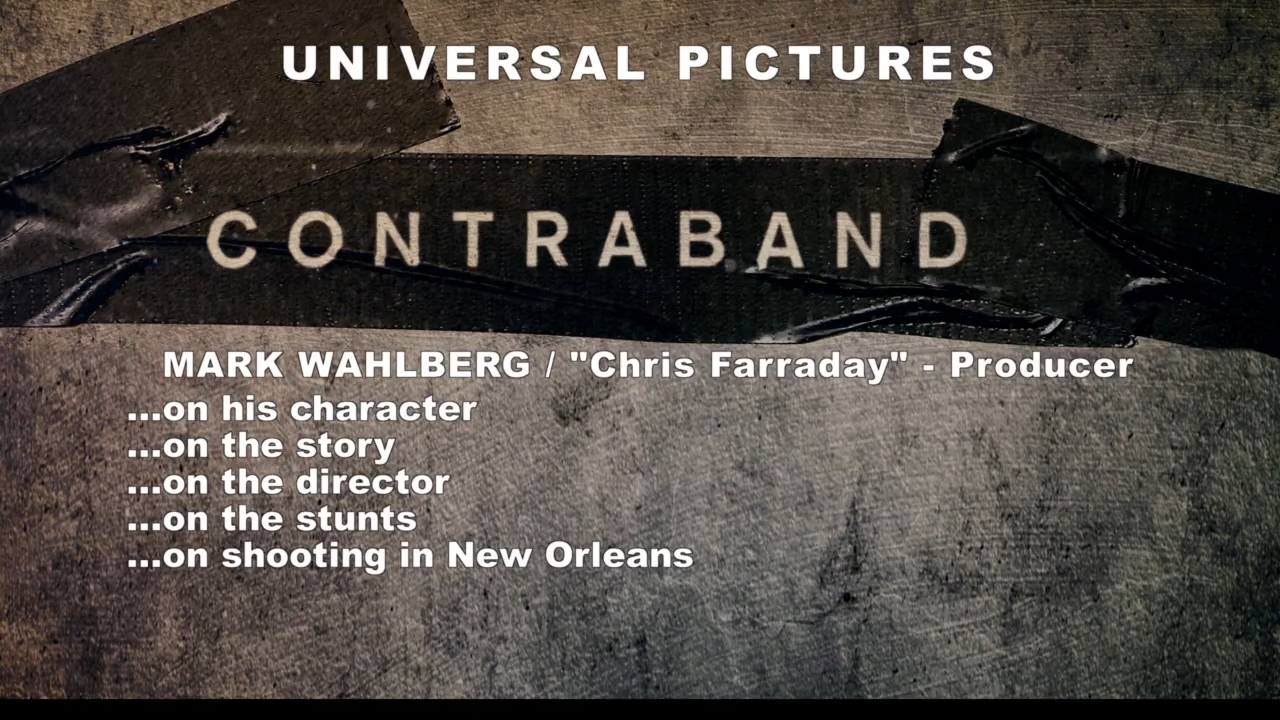 UNIVERSAL PICTURES
CONTRABAND
MARK WAHLBERG / "Chris Farraday" - Producer
...on his character
...on the story
...on the director
...on the stunts
...on shooting in New Orleans